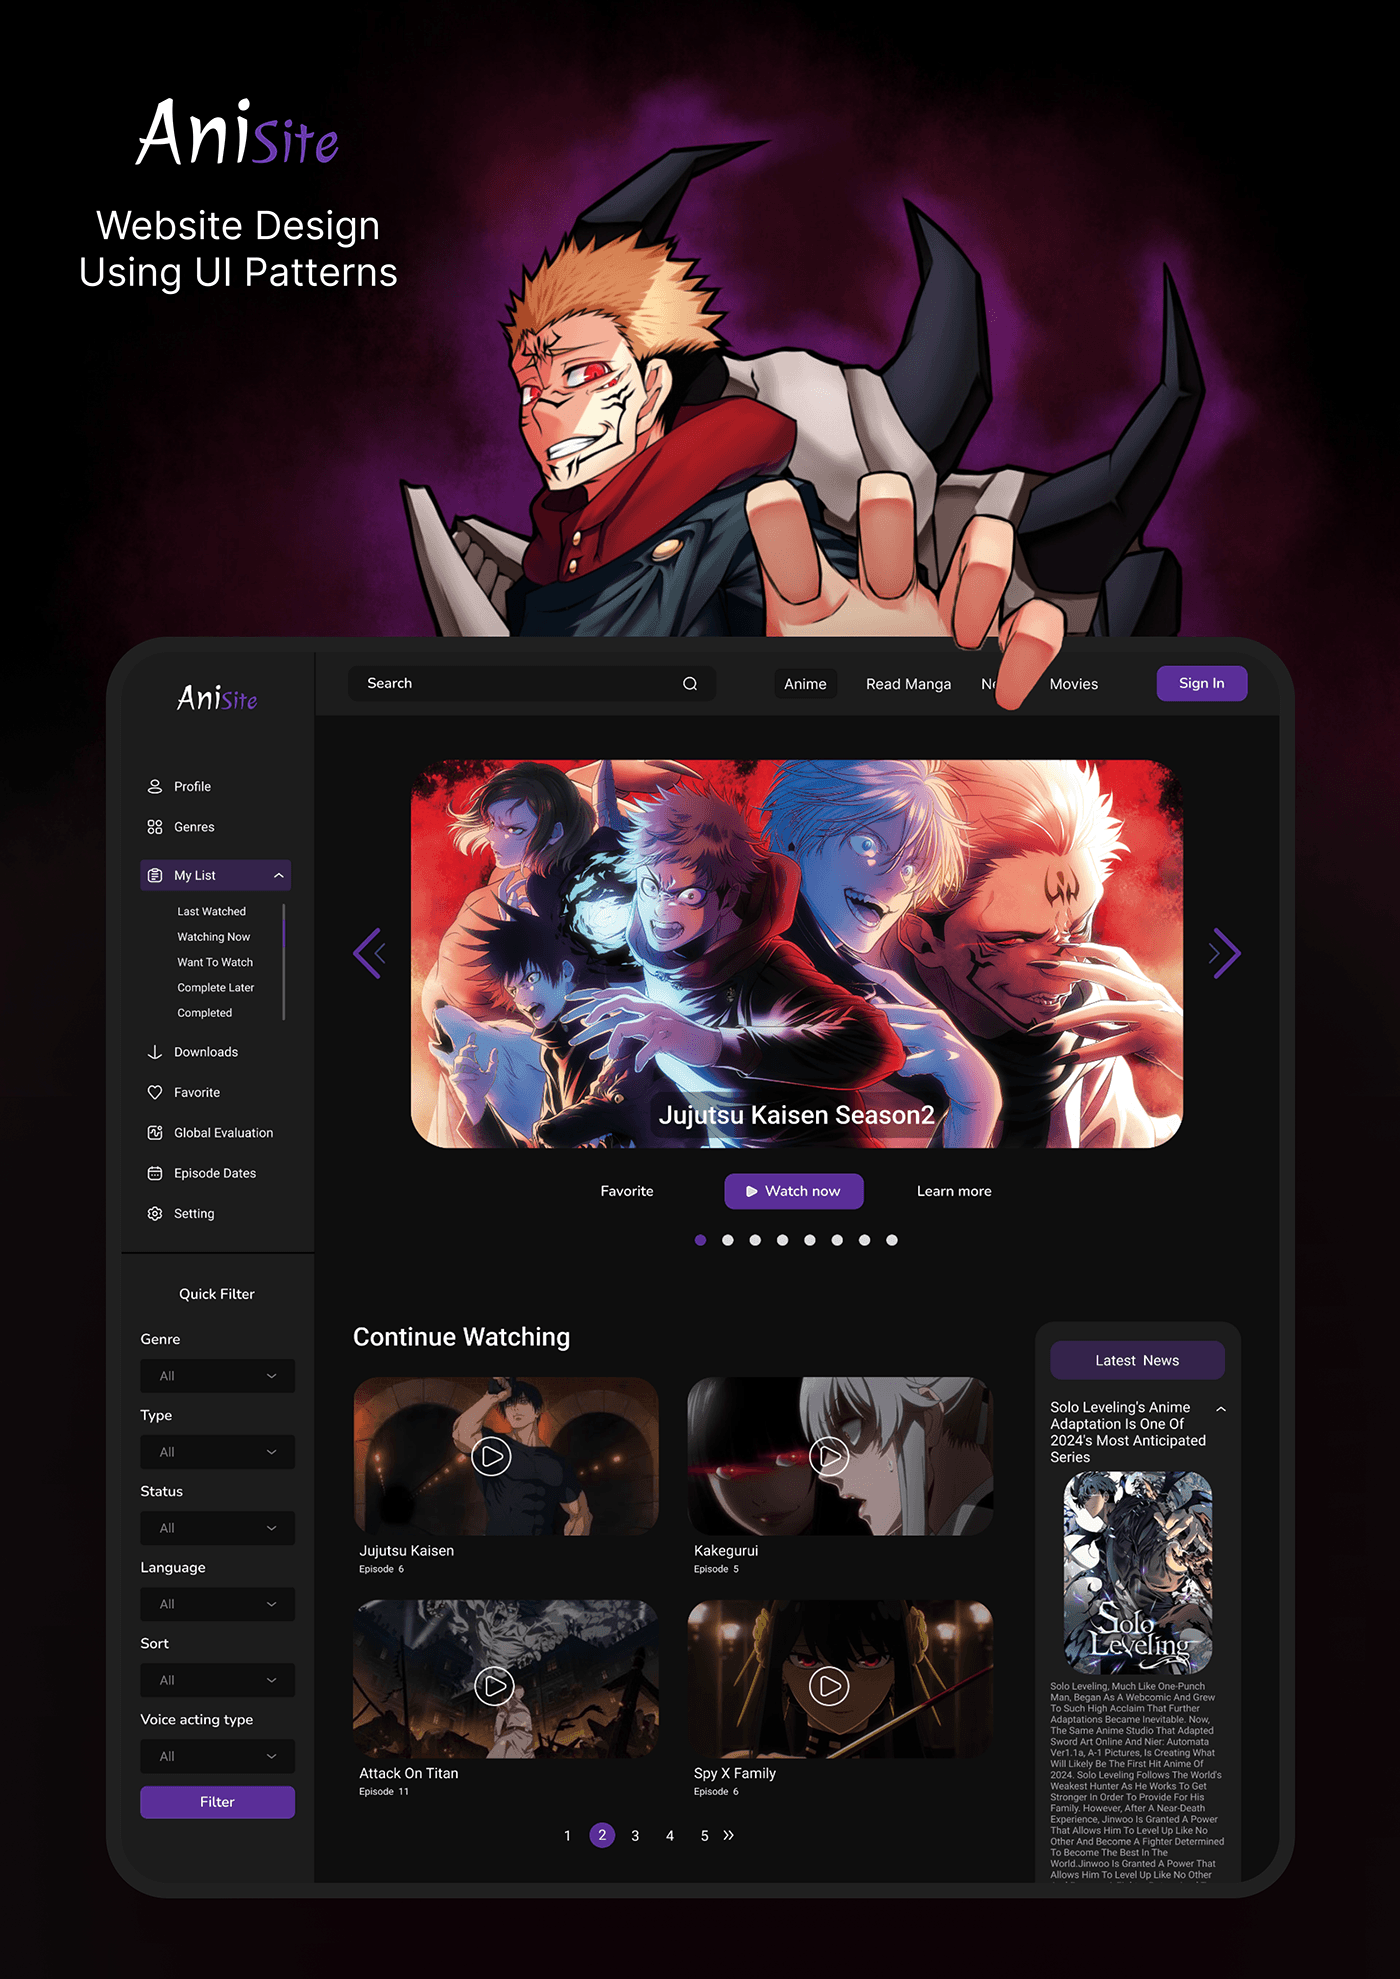 AniSite
Website Design
Using UI Patterns
AniSite
Search
Anime
Read Manga
Movies
Sign In
Profile
Genres
My List
Last Watched
Watching Now
Want To Watch
Complete Later
Completed
Downloads
Favorite
Global Evaluation
Episode Dates
Setting
Jujutsu Kaisen Season2
Favorite
Watch now
Learn more
Quick Filter
Genre
All
Type
All
Status
All
Language
All
Sort
All
Voice acting type
All
Filter
Continue Watching
Jujutsu Kaisen
Episode 6
Kakegurui
Episode 5
Attack On Titan
Episode 11
Spy X Family
Episode 6
1 2 3 4 5 »
Latest News
Solo Leveling's Anime
Adaptation Is One Of
2024's Most Anticipated
Series
Solo
Leveling
Solo Leveling, Much Like One-Punch
Man, Began As A Webcomic And Grew
To Such High Acclaim That Further
Adaptations Became Inevitable. Now,
The Same Anime Studio That Adapted
Sword Art Online And Nier: Automata
Ver1.1a, A-1 Pictures, Is Creating What
Will Likely Be The First Hit Anime Of
2024. Solo Leveling Follows The World's
Weakest Hunter As He Works To Get
Stronger In Order To Provide For His
Family. However, After A Near-Death
Experience, Jinwoo Is Granted A Power
That Allows Him To Level Up Like No
Other And Become A Fighter Determined
To Become The Best In The
World.Jinwoo Is Granted A Power That
Allows Him To Level Up Like No Other